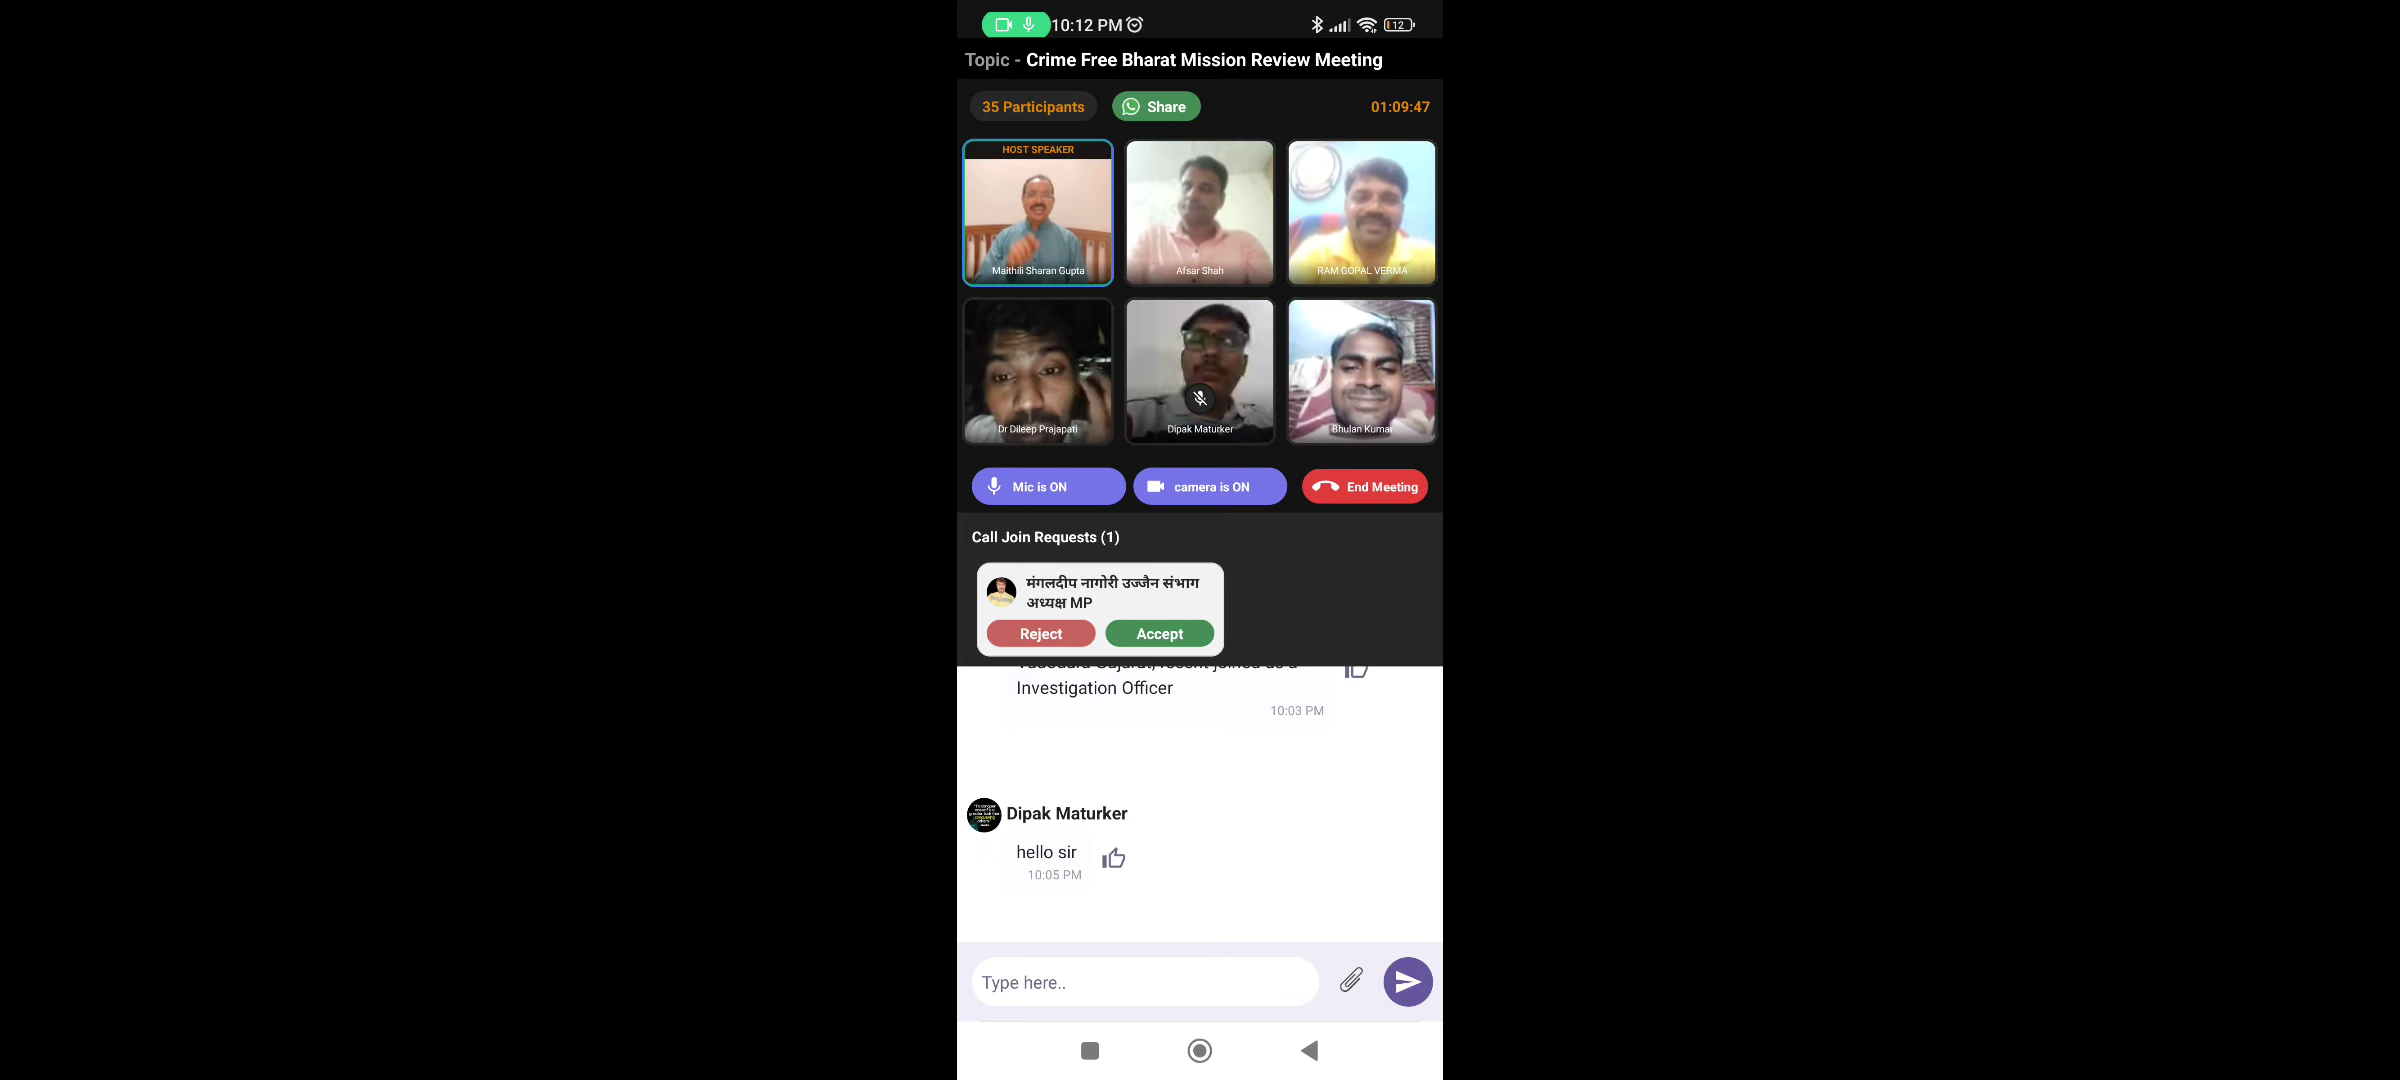 10:12 PM
12
Topic - Crime Free Bharat Mission Review Meeting
35 Participants
Share
01:09:47
HOST SPEAKER
Maithili Sharan Gupta
Afsar Shah
RAM GOPAL VERMA
Dr Dileep Prajapati
Dipak Maturker
Bhulan Kumar
Mic is ON
camera is ON
End Meeting
Call Join Requests (1)
मंगलदीप नागोरी उज्जैन संभाग
अध्यक्ष MP
Reject
Accept
Investigation Officer
10:03 PM
Dipak Maturker
hello sir
10:05 PM
Type here..